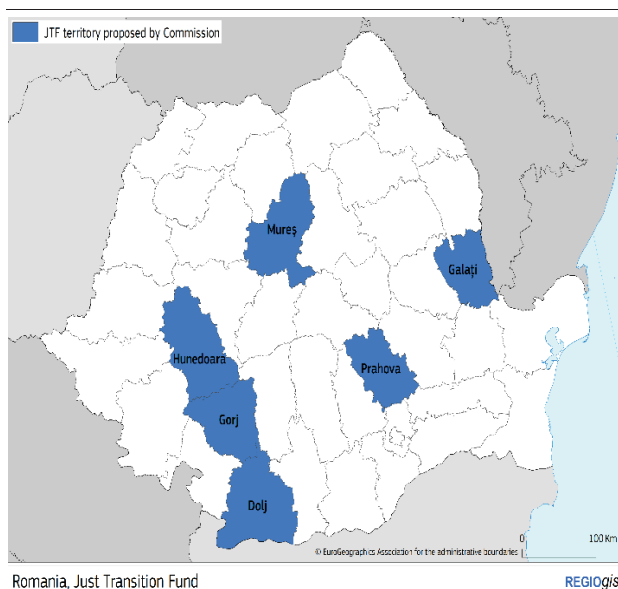 JTF territory proposed by Commission
Mureș
Galați
Hunedoară
Prahova
Gorj
Dolj
0 100 Km
© EuroGeographics Association for the administrative boundaries
Romania, Just Transition Fund
REGIOgis